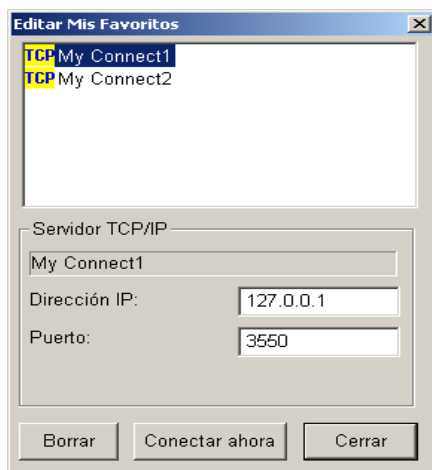 Editar Mis Favoritos
TCP My Connect1
TCP My Connect2
Servidor TCP/IP
My Connect1
Dirección IP: 127.0.0.1
Puerto: 3550
Borrar Conectar ahora Cerrar